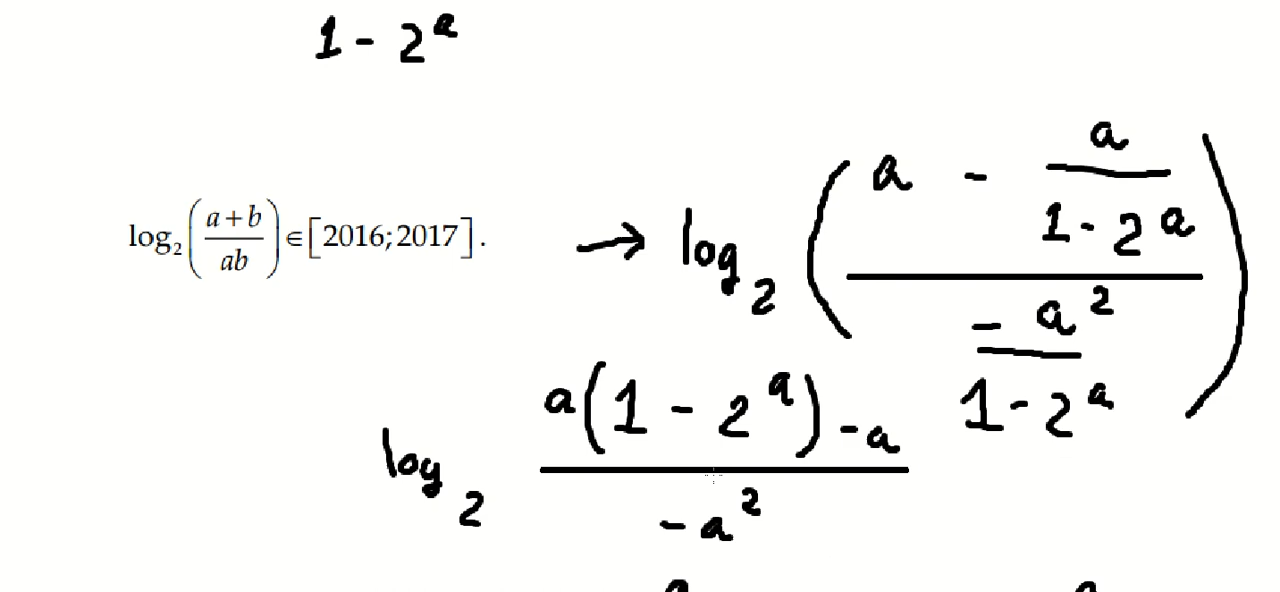 1 - 2^a
log₂((a+b)/(ab)) ∈ [2016; 2017]. → log₂((a - a/(1-2^a))/(-a²/(1-2^a)))
log₂ (a(1-2^a)-a)/(-a²)